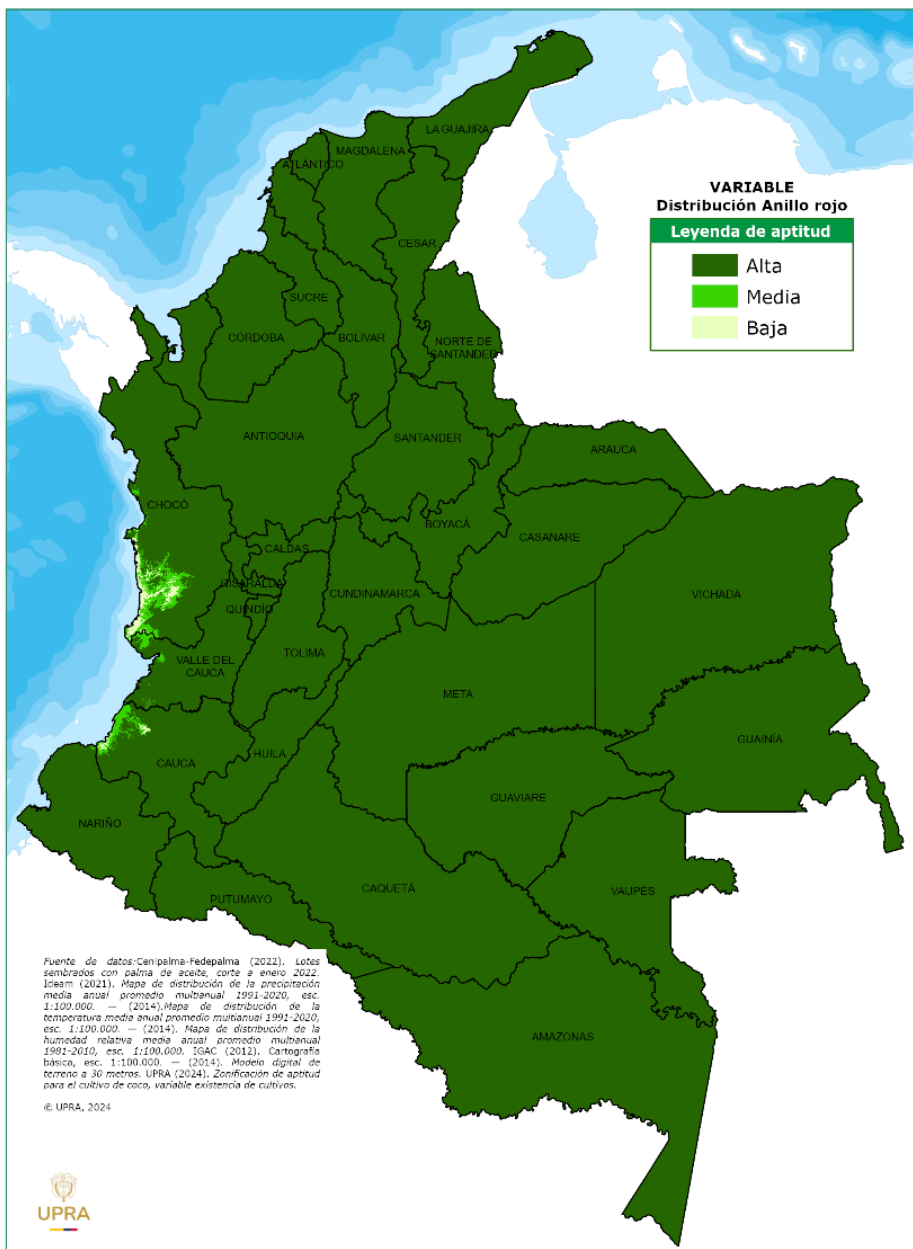 LA GUAJIRA
MAGDALENA
ATLÁNTICO
VARIABLE
Distribución Anillo rojo
Leyenda de aptitud
Alta
Media
Baja
CESAR
SUCRE
CÓRDOBA
BOLÍVAR
NORTE DE
SANTANDER
ANTIOQUIA
SANTANDER
ARAUCA
CHOCÓ
BOYACÁ
CASANARE
CALDAS
RISARALDA
CUNDINAMARCA
VICHADA
QUINDÍO
TOLIMA
VALLE DEL
CAUCA
META
GUAINÍA
HUILA
CAUCA
GUAVIARE
NARIÑO
CAQUETÁ
VAUPÉS
PUTUMAYO
AMAZONAS
Fuente de datos:Cenipalma-Fedepalma (2022). Lotes
sembrados con palma de aceite, corte a enero 2022.
Ideam (2021). Mapa de distribución de la precipitación
media anual promedio multianual 1991-2020, esc.
1:100.000. — (2014).Mapa de distribución de la
temperatura media anual promedio multianual 1991-2020,
esc. 1:100.000. — (2014). Mapa de distribución de la
humedad relativa media anual promedio multianual
1981-2010, esc. 1:100.000. IGAC (2012). Cartografía
básica, esc. 1:100.000. — (2014). Modelo digital de
terreno a 30 metros. UPRA (2024). Zonificación de aptitud
para el cultivo de coco, variable existencia de cultivos.
© UPRA, 2024
UPRA